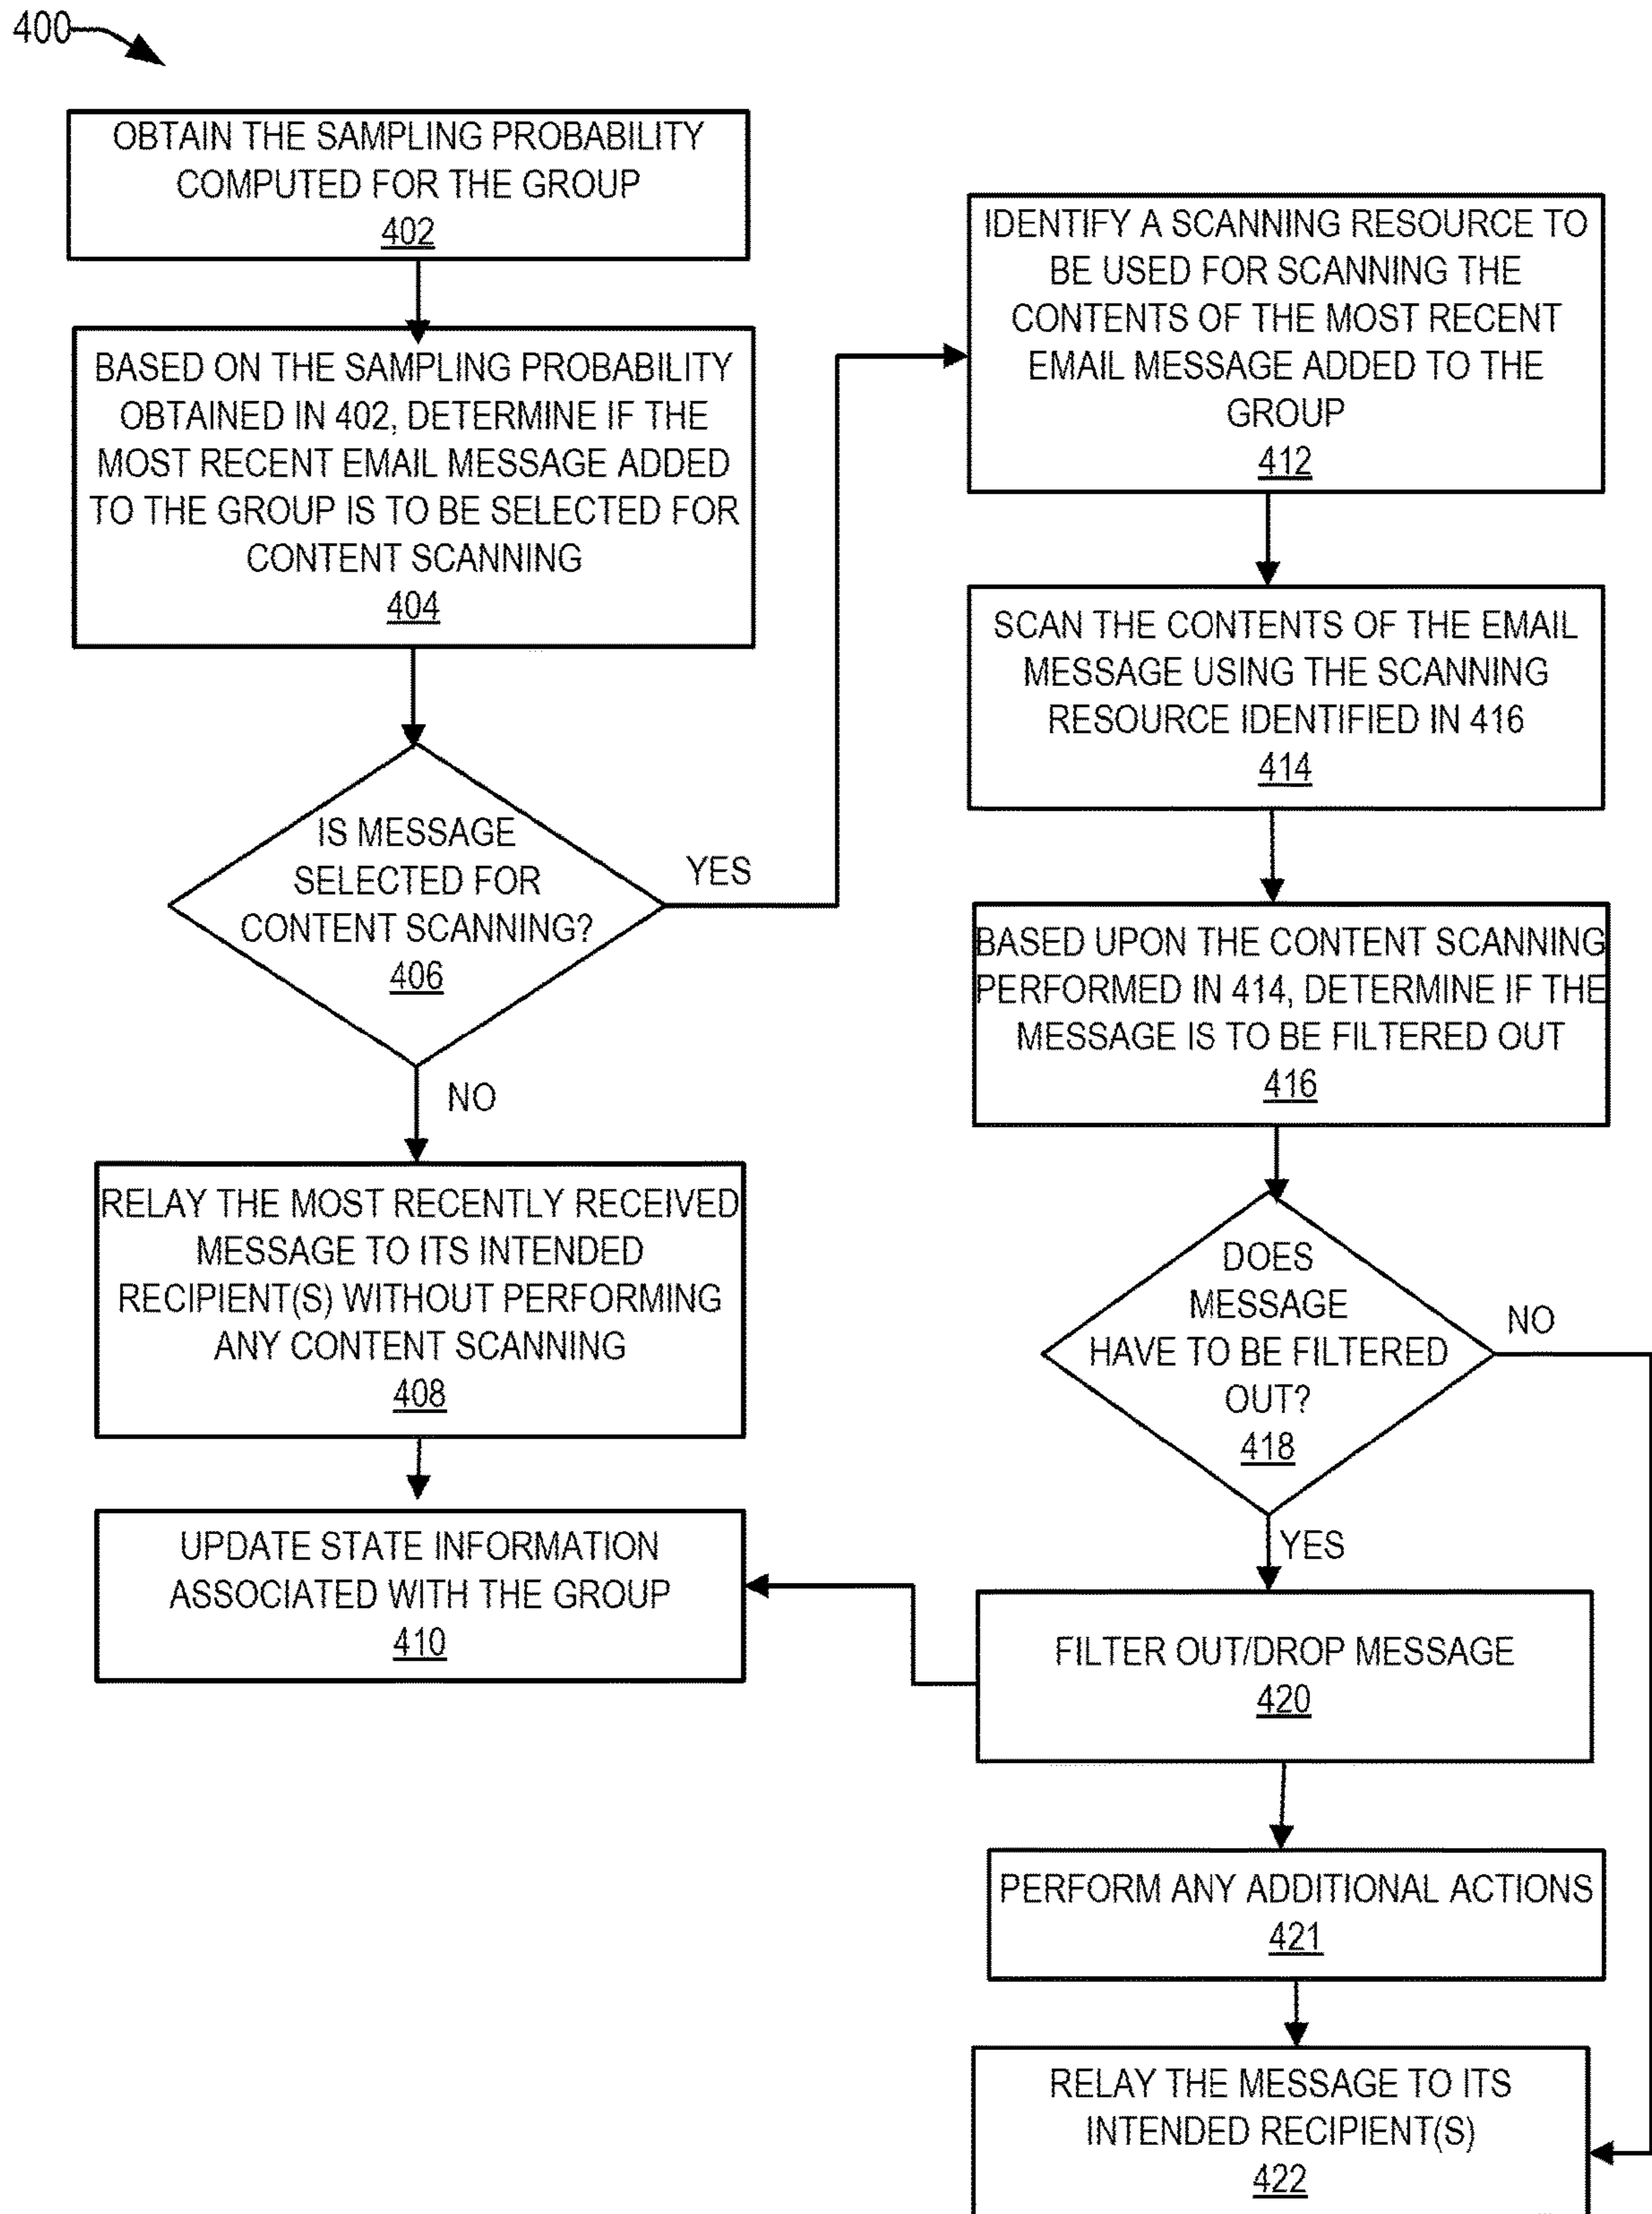 400
OBTAIN THE SAMPLING PROBABILITY
COMPUTED FOR THE GROUP
402
BASED ON THE SAMPLING PROBABILITY
OBTAINED IN 402, DETERMINE IF THE
MOST RECENT EMAIL MESSAGE ADDED
TO THE GROUP IS TO BE SELECTED FOR
CONTENT SCANNING
404
IS MESSAGE
SELECTED FOR
CONTENT SCANNING?
406
YES
NO
RELAY THE MOST RECENTLY RECEIVED
MESSAGE TO ITS INTENDED
RECIPIENT(S) WITHOUT PERFORMING
ANY CONTENT SCANNING
408
UPDATE STATE INFORMATION
ASSOCIATED WITH THE GROUP
410
IDENTIFY A SCANNING RESOURCE TO
BE USED FOR SCANNING THE
CONTENTS OF THE MOST RECENT
EMAIL MESSAGE ADDED TO THE
GROUP
412
SCAN THE CONTENTS OF THE EMAIL
MESSAGE USING THE SCANNING
RESOURCE IDENTIFIED IN 416
414
BASED UPON THE CONTENT SCANNING
PERFORMED IN 414, DETERMINE IF THE
MESSAGE IS TO BE FILTERED OUT
416
DOES
MESSAGE
HAVE TO BE FILTERED
OUT?
418
NO
YES
FILTER OUT/DROP MESSAGE
420
PERFORM ANY ADDITIONAL ACTIONS
421
RELAY THE MESSAGE TO ITS
INTENDED RECIPIENT(S)
422